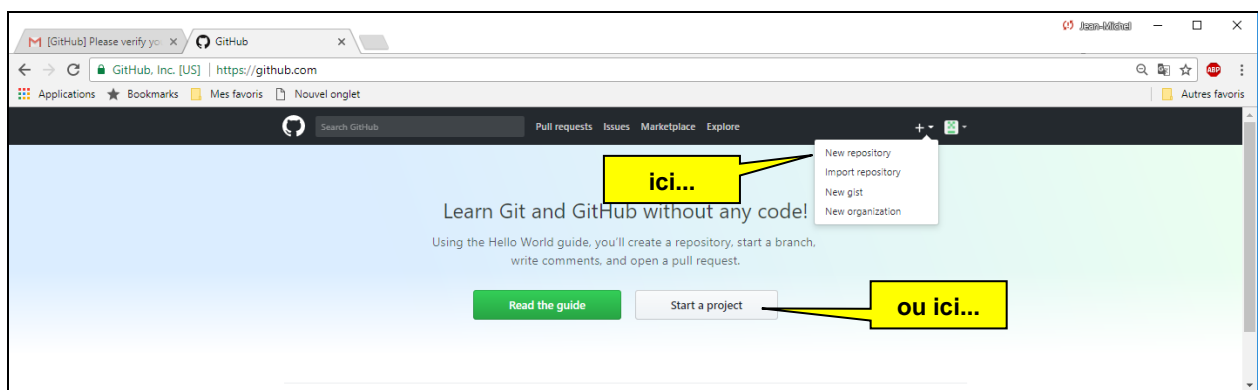 Jean-Michel
[GitHub] Please verify yo
GitHub
GitHub, Inc. [US] | https://github.com
ABP
Applications
Bookmarks
Mes favoris
Nouvel onglet
Autres favoris
Search GitHub
Pull requests Issues Marketplace Explore
New repository
Import repository
New gist
New organization
ici...
Learn Git and GitHub without any code!
Using the Hello World guide, you'll create a repository, start a branch,
write comments, and open a pull request.
Read the guide
Start a project
ou ici...